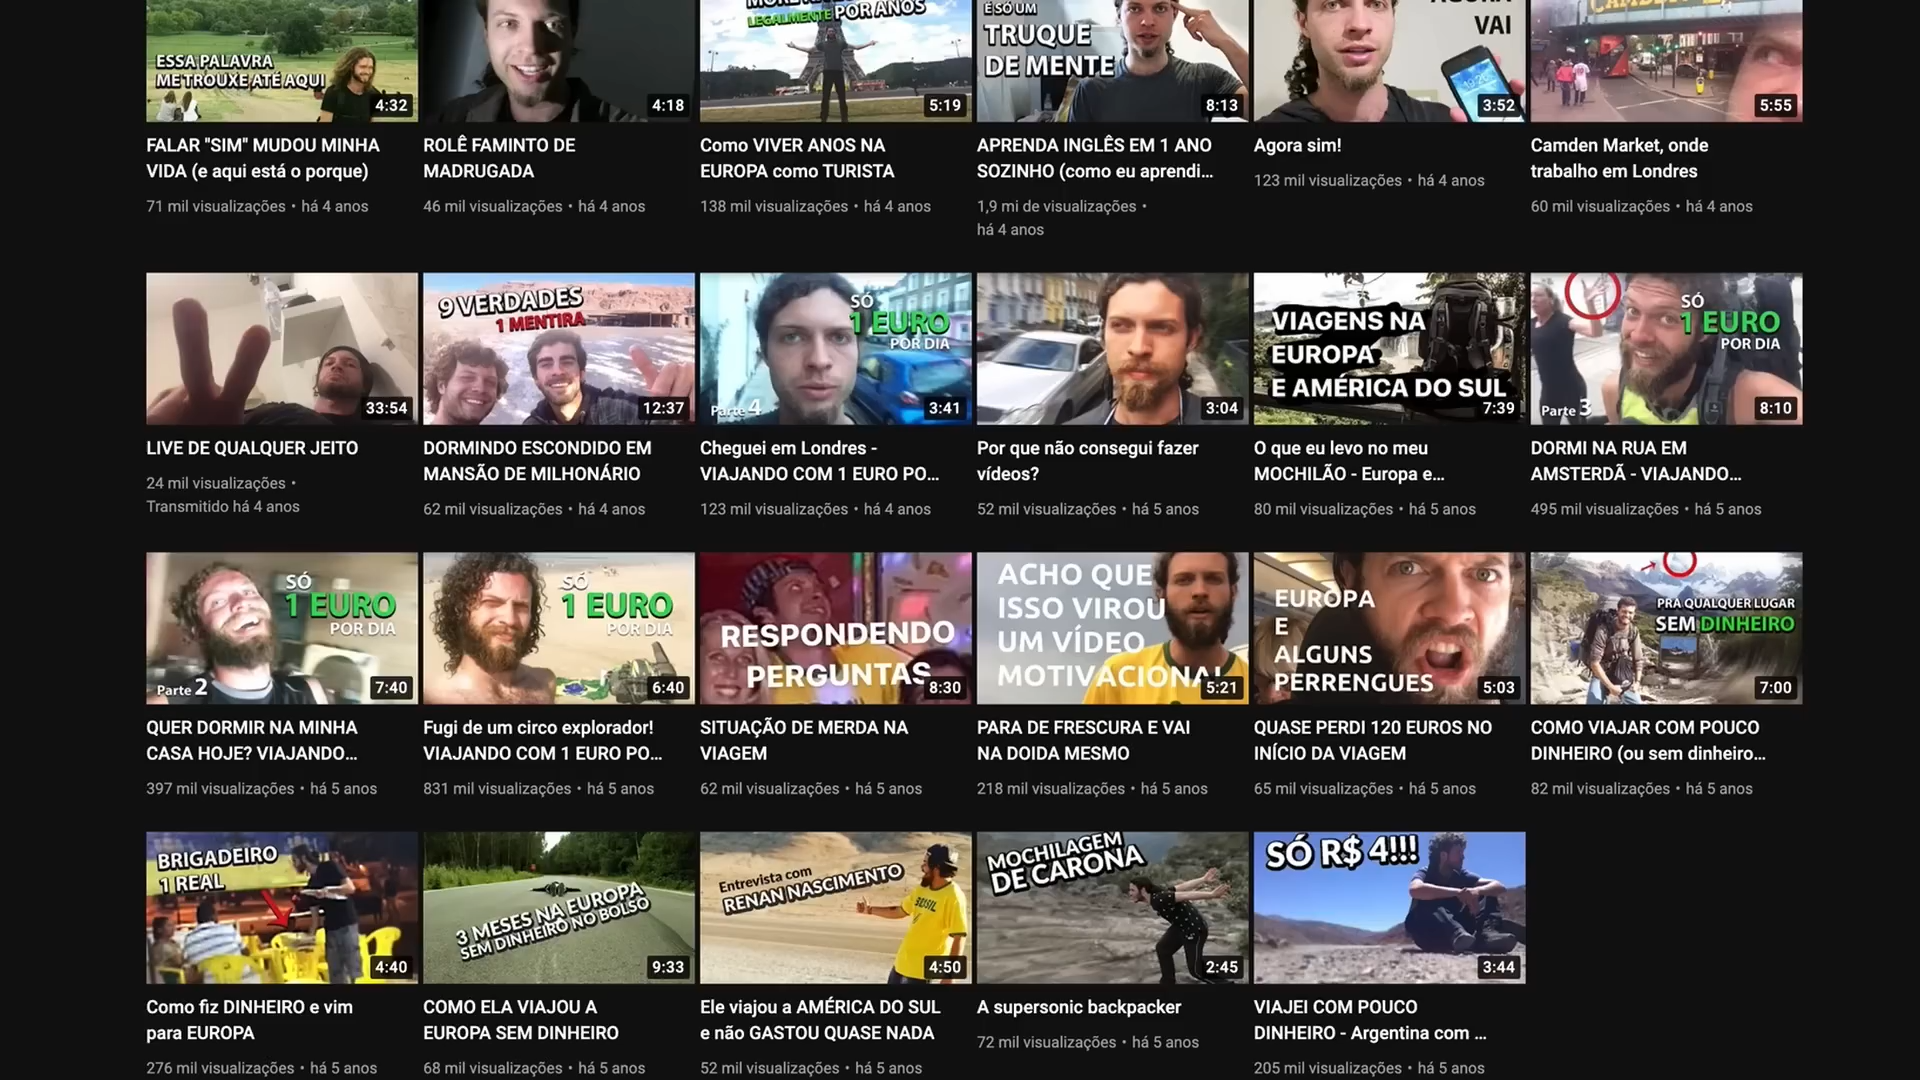 ESSA PALAVRA
ME TROUXE ATÉ AQUI
4:32
4:18
LEGALMENTE POR ANOS
5:19
É SÓ UM
TRUQUE
DE MENTE
8:13
VAI
3:52
5:55
FALAR "SIM" MUDOU MINHA
VIDA (e aqui está o porque)
71 mil visualizações • há 4 anos
ROLÊ FAMINTO DE
MADRUGADA
46 mil visualizações • há 4 anos
Como VIVER ANOS NA
EUROPA como TURISTA
138 mil visualizações • há 4 anos
APRENDA INGLÊS EM 1 ANO
SOZINHO (como eu aprendi...
1,9 mi de visualizações •
há 4 anos
Agora sim!
123 mil visualizações • há 4 anos
Camden Market, onde
trabalho em Londres
60 mil visualizações • há 4 anos
33:54
9 VERDADES
1 MENTIRA
12:37
SÓ
1 EURO
POR DIA
Parte 4
3:41
3:04
VIAGENS NA
EUROPA
E AMÉRICA DO SUL
7:39
SÓ
1 EURO
POR DIA
Parte 3
8:10
LIVE DE QUALQUER JEITO
24 mil visualizações •
Transmitido há 4 anos
DORMINDO ESCONDIDO EM
MANSÃO DE MILHONÁRIO
62 mil visualizações • há 4 anos
Cheguei em Londres -
VIAJANDO COM 1 EURO PO...
123 mil visualizações • há 4 anos
Por que não consegui fazer
vídeos?
52 mil visualizações • há 5 anos
O que eu levo no meu
MOCHILÃO - Europa e...
80 mil visualizações • há 5 anos
DORMI NA RUA EM
AMSTERDÃ - VIAJANDO...
495 mil visualizações • há 5 anos
SÓ
1 EURO
POR DIA
Parte 2
7:40
SÓ
1 EURO
POR DIA
6:40
RESPONDENDO
PERGUNTAS
8:30
ACHO QUE
ISSO VIROU
UM VÍDEO
MOTIVACIONAL
5:21
EUROPA
E
ALGUNS
PERRENGUES
5:03
PRA QUALQUER LUGAR
SEM DINHEIRO
7:00
QUER DORMIR NA MINHA
CASA HOJE? VIAJANDO...
397 mil visualizações • há 5 anos
Fugi de um circo explorador!
VIAJANDO COM 1 EURO PO...
831 mil visualizações • há 5 anos
SITUAÇÃO DE MERDA NA
VIAGEM
62 mil visualizações • há 5 anos
PARA DE FRESCURA E VAI
NA DOIDA MESMO
218 mil visualizações • há 5 anos
QUASE PERDI 120 EUROS NO
INÍCIO DA VIAGEM
65 mil visualizações • há 5 anos
COMO VIAJAR COM POUCO
DINHEIRO (ou sem dinheiro...
82 mil visualizações • há 5 anos
BRIGADEIRO
1 REAL
4:40
3 MESES NA EUROPA
SEM DINHEIRO NO BOLSO
9:33
Entrevista com
RENAN NASCIMENTO
4:50
MOCHILAGEM
DE CARONA
2:45
SÓ R$ 4!!!
3:44
Como fiz DINHEIRO e vim
para EUROPA
276 mil visualizações • há 5 anos
COMO ELA VIAJOU A
EUROPA SEM DINHEIRO
68 mil visualizações • há 5 anos
Ele viajou a AMÉRICA DO SUL
e não GASTOU QUASE NADA
52 mil visualizações • há 5 anos
A supersonic backpacker
72 mil visualizações • há 5 anos
VIAJEI COM POUCO
DINHEIRO - Argentina com ...
205 mil visualizações • há 5 anos